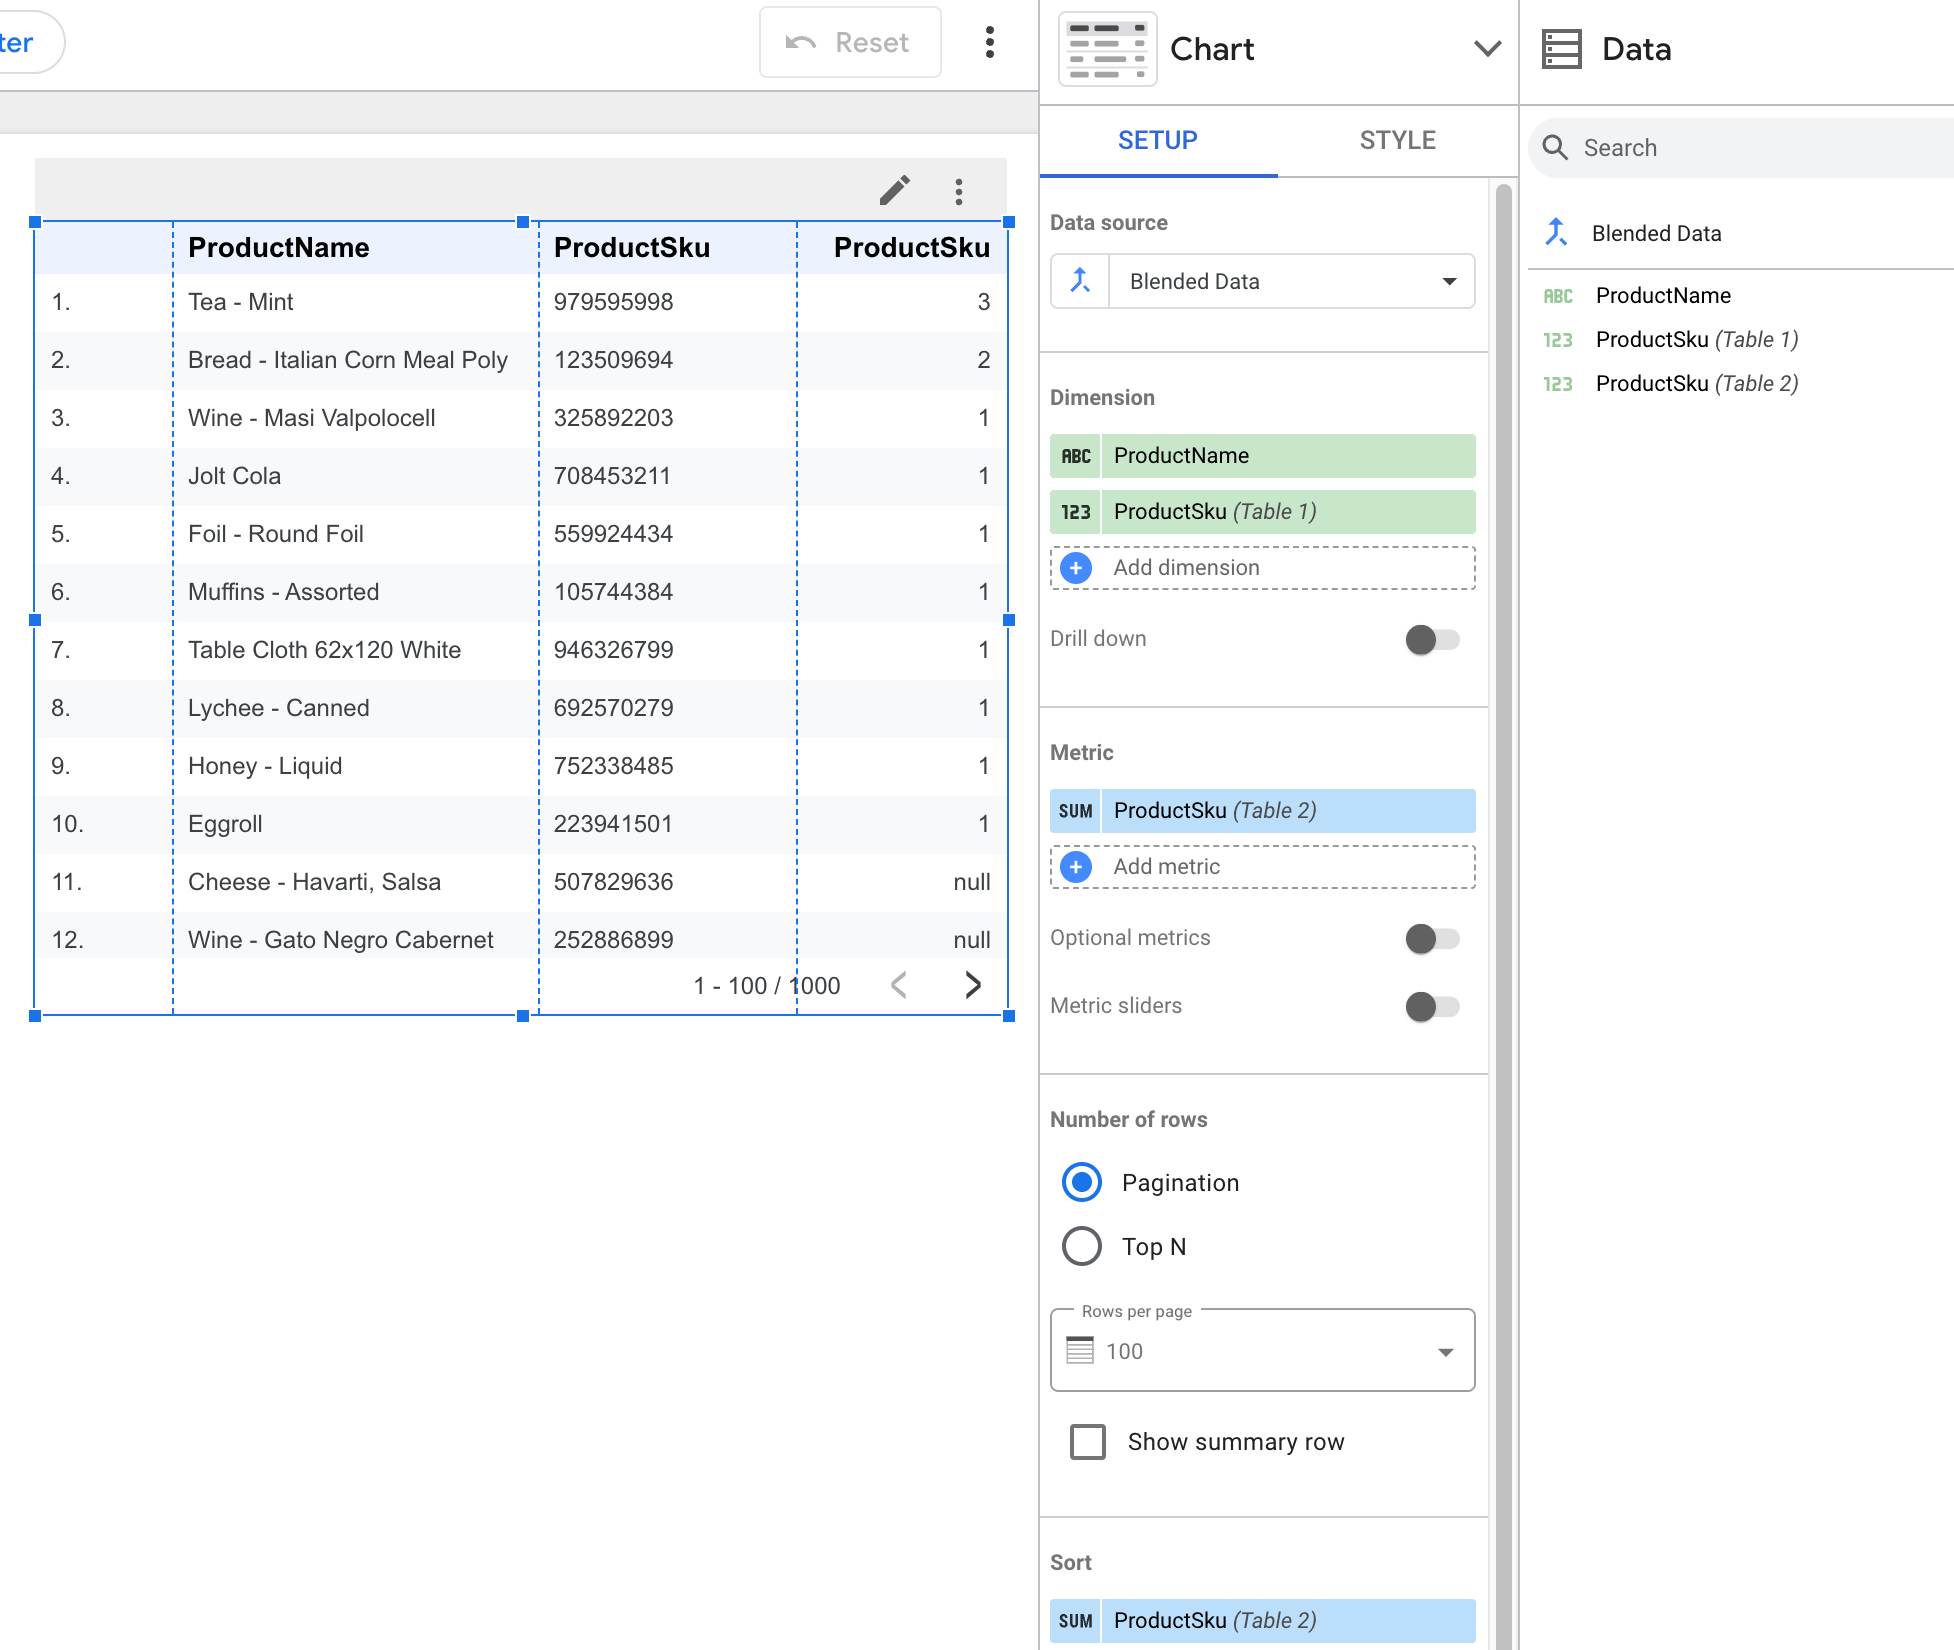 ter
Reset
ProductName ProductSku ProductSku
1. Tea - Mint 979595998 3
2. Bread - Italian Corn Meal Poly 123509694 2
3. Wine - Masi Valpolocell 325892203 1
4. Jolt Cola 708453211 1
5. Foil - Round Foil 559924434 1
6. Muffins - Assorted 105744384 1
7. Table Cloth 62x120 White 946326799 1
8. Lychee - Canned 692570279 1
9. Honey - Liquid 752338485 1
10. Eggroll 223941501 1
11. Cheese - Havarti, Salsa 507829636 null
12. Wine - Gato Negro Cabernet 252886899 null
1 - 100 / 1000
Chart
SETUP STYLE
Data source
Blended Data
Dimension
ABC ProductName
123 ProductSku (Table 1)
Add dimension
Drill down
Metric
SUM ProductSku (Table 2)
Add metric
Optional metrics
Metric sliders
Number of rows
Pagination
Top N
Rows per page
100
Show summary row
Sort
SUM ProductSku (Table 2)
Data
Search
Blended Data
ABC ProductName
123 ProductSku (Table 1)
123 ProductSku (Table 2)